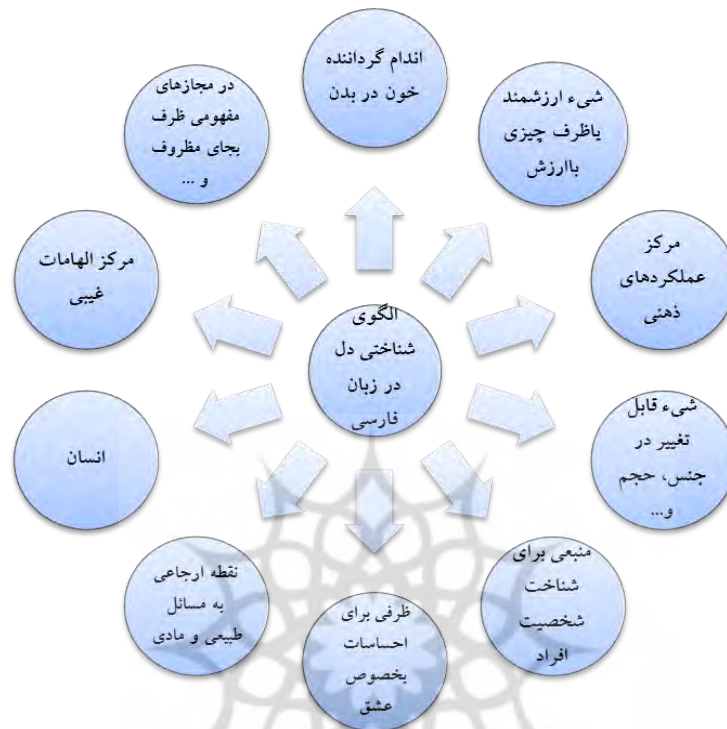 الگوی
شناختی دل
در زبان
فارسی
اندام گرداننده
خون در بدن
شیء ارزشمند
یاظرف چیزی
باارزش
مرکز
عملکردهای
ذهنی
شیء قابل
تغییر در
جنس، حجم
و...
منبعی برای
شناخت
شخصیت
افراد
ظرفی برای
احساسات
بخصوص
عشق
نقطه ارجاعی
به مسائل
طبیعی و مادی
انسان
مرکز الهامات
غیبی
در مجازهای
مفهومی ظرف
بجای مظروف
و ...